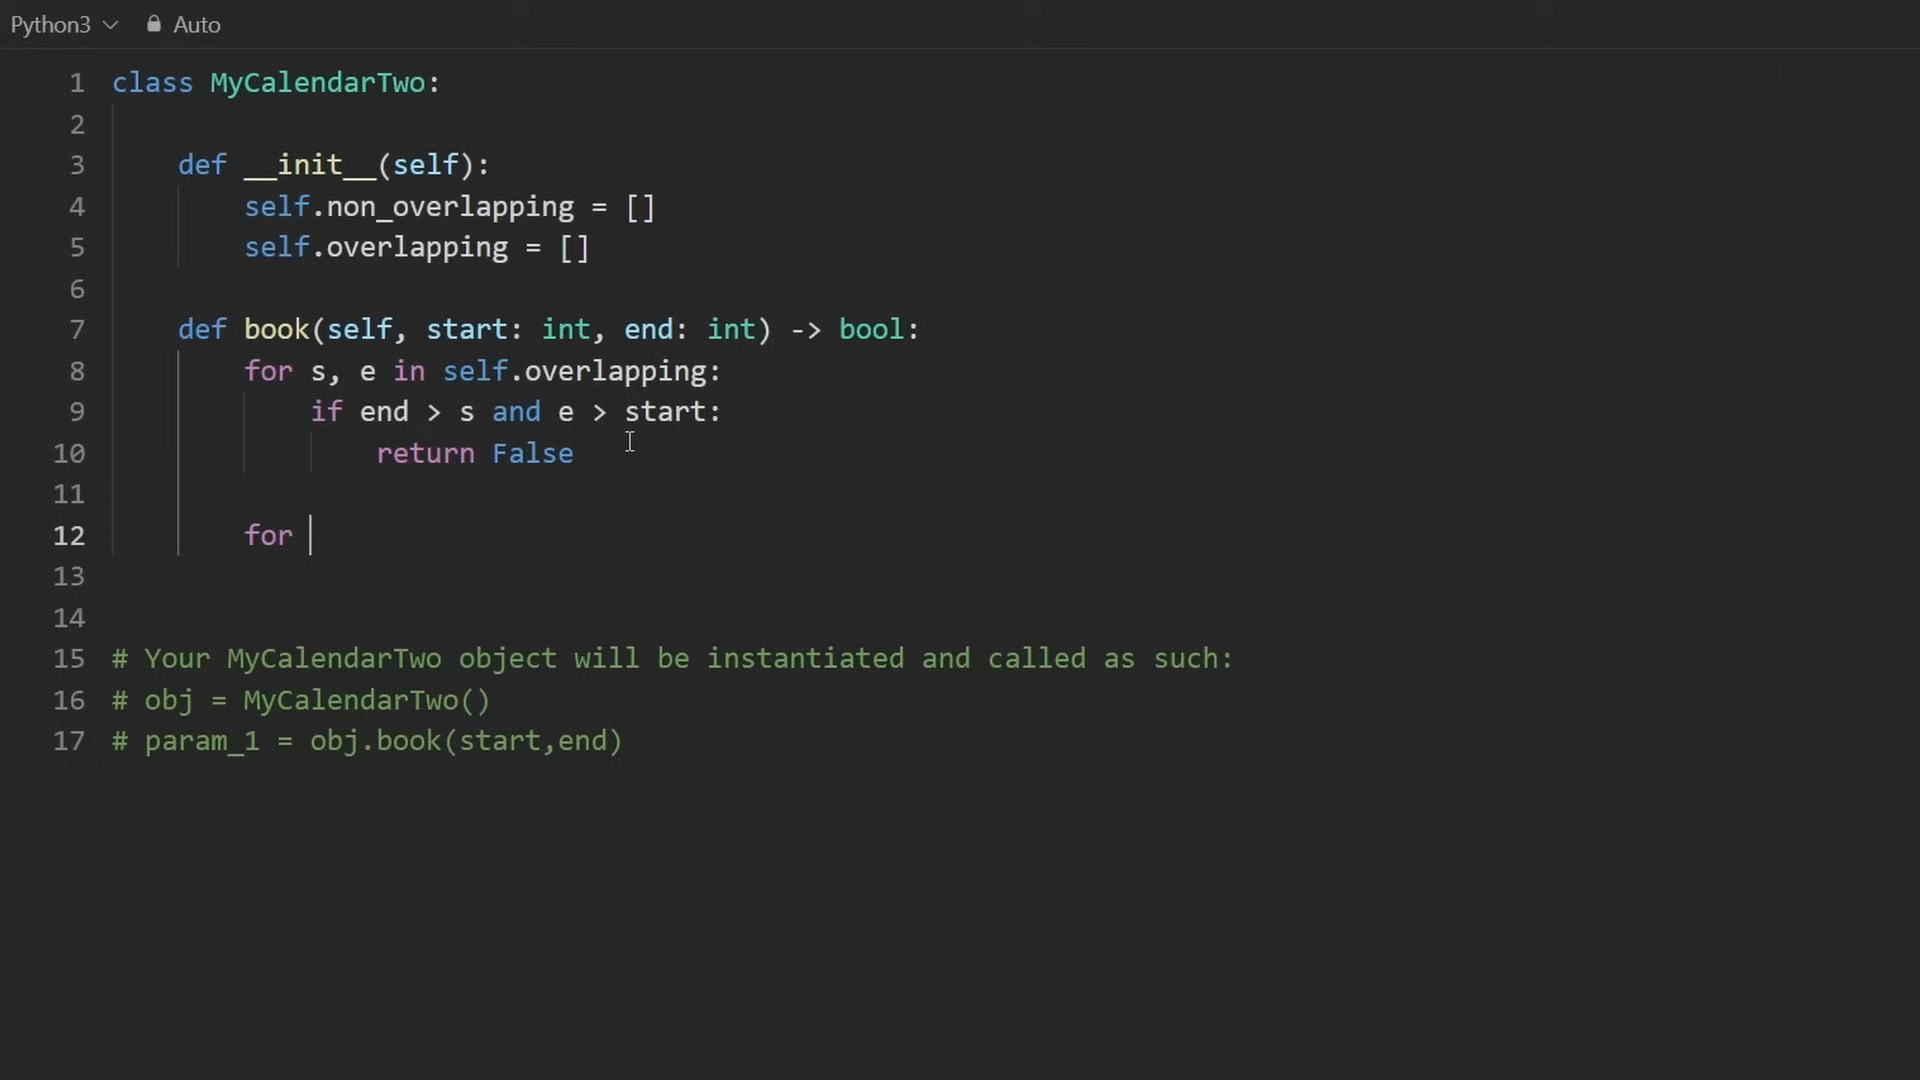 Python3 Auto
1 class MyCalendarTwo:
2
3 def __init__(self):
4 self.non_overlapping = []
5 self.overlapping = []
6
7 def book(self, start: int, end: int) -> bool:
8 for s, e in self.overlapping:
9 if end > s and e > start:
10 return False
11
12 for
13
14
15 # Your MyCalendarTwo object will be instantiated and called as such:
16 # obj = MyCalendarTwo()
17 # param_1 = obj.book(start,end)